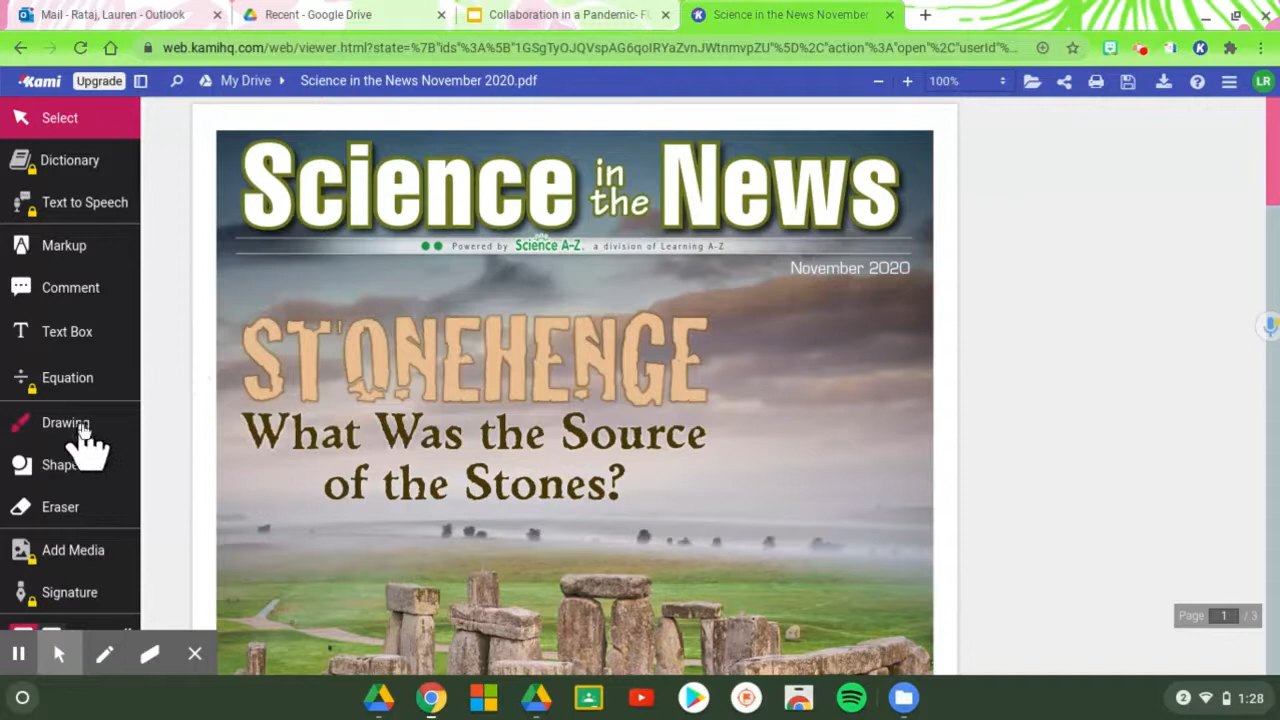 Mail - Rataj, Lauren - Outlook
Recent - Google Drive
Collaboration in a Pandemic- F
Science in the News November
web.kamihq.com/web/viewer.html?state=%7B"ids"%3A%5B"1GSgTyOJQVspAG6qoIRYaZvnJWtnmvpZU"%5D%2C"action"%3A"open"%2C"userId"%...
Kami
Upgrade
My Drive
Science in the News November 2020.pdf
100%
LR
Select
Dictionary
Text to Speech
Markup
Comment
Text Box
Equation
Drawing
Shape
Eraser
Add Media
Signature
Science in the News
Powered by Science A-Z, a division of Learning A-Z
November 2020
STONEHENGE
What Was the Source
of the Stones?
Page 1 / 3
2
1:28